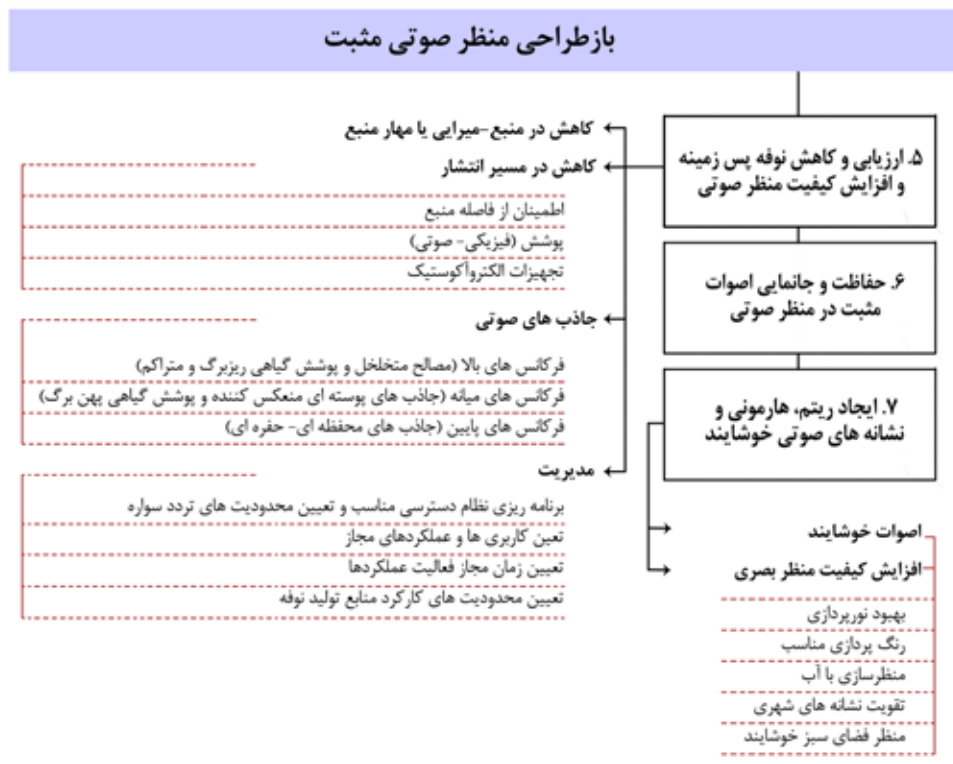 بازطراحی منظر صوتی مثبت
۵. ارزیابی و کاهش نوفه پس زمینه
و افزایش کیفیت منظر صوتی
کاهش در منبع-میرایی یا مهار منبع
کاهش در مسیر انتشار
اطمینان از فاصله منبع
پوشش (فیزیکی- صوتی)
تجهیزات الکتروآکوستیک
جاذب های صوتی
فرکانس های بالا (مصالح متخلخل و پوشش گیاهی ریزبرگ و متراکم)
فرکانس های میانه (جاذب های پوسته ای منعکس کننده و پوشش گیاهی پهن برگ)
فرکانس های پایین (جاذب های محفظه ای- حفره ای)
مدیریت
برنامه ریزی نظام دسترسی مناسب و تعیین محدودیت های تردد سواره
تعین کاربری ها و عملکردهای مجاز
تعیین زمان مجاز فعالیت عملکردها
تعیین محدودیت های کارکرد منابع تولید نوفه
۶. حفاظت و جانمایی اصوات
مثبت در منظر صوتی
۷. ایجاد ریتم، هارمونی و
نشانه های صوتی خوشایند
اصوات خوشایند
افزایش کیفیت منظر بصری
بهبود نورپردازی
رنگ پردازی مناسب
منظرسازی با آب
تقویت نشانه های شهری
منظر فضای سبز خوشایند